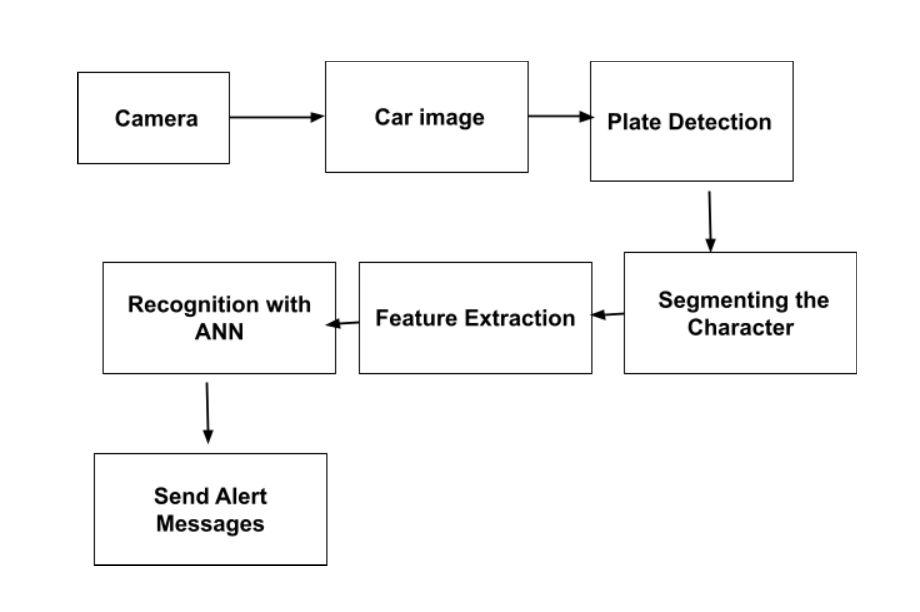 Camera
Car image
Plate Detection
Segmenting the
Character
Feature Extraction
Recognition with
ANN
Send Alert
Messages